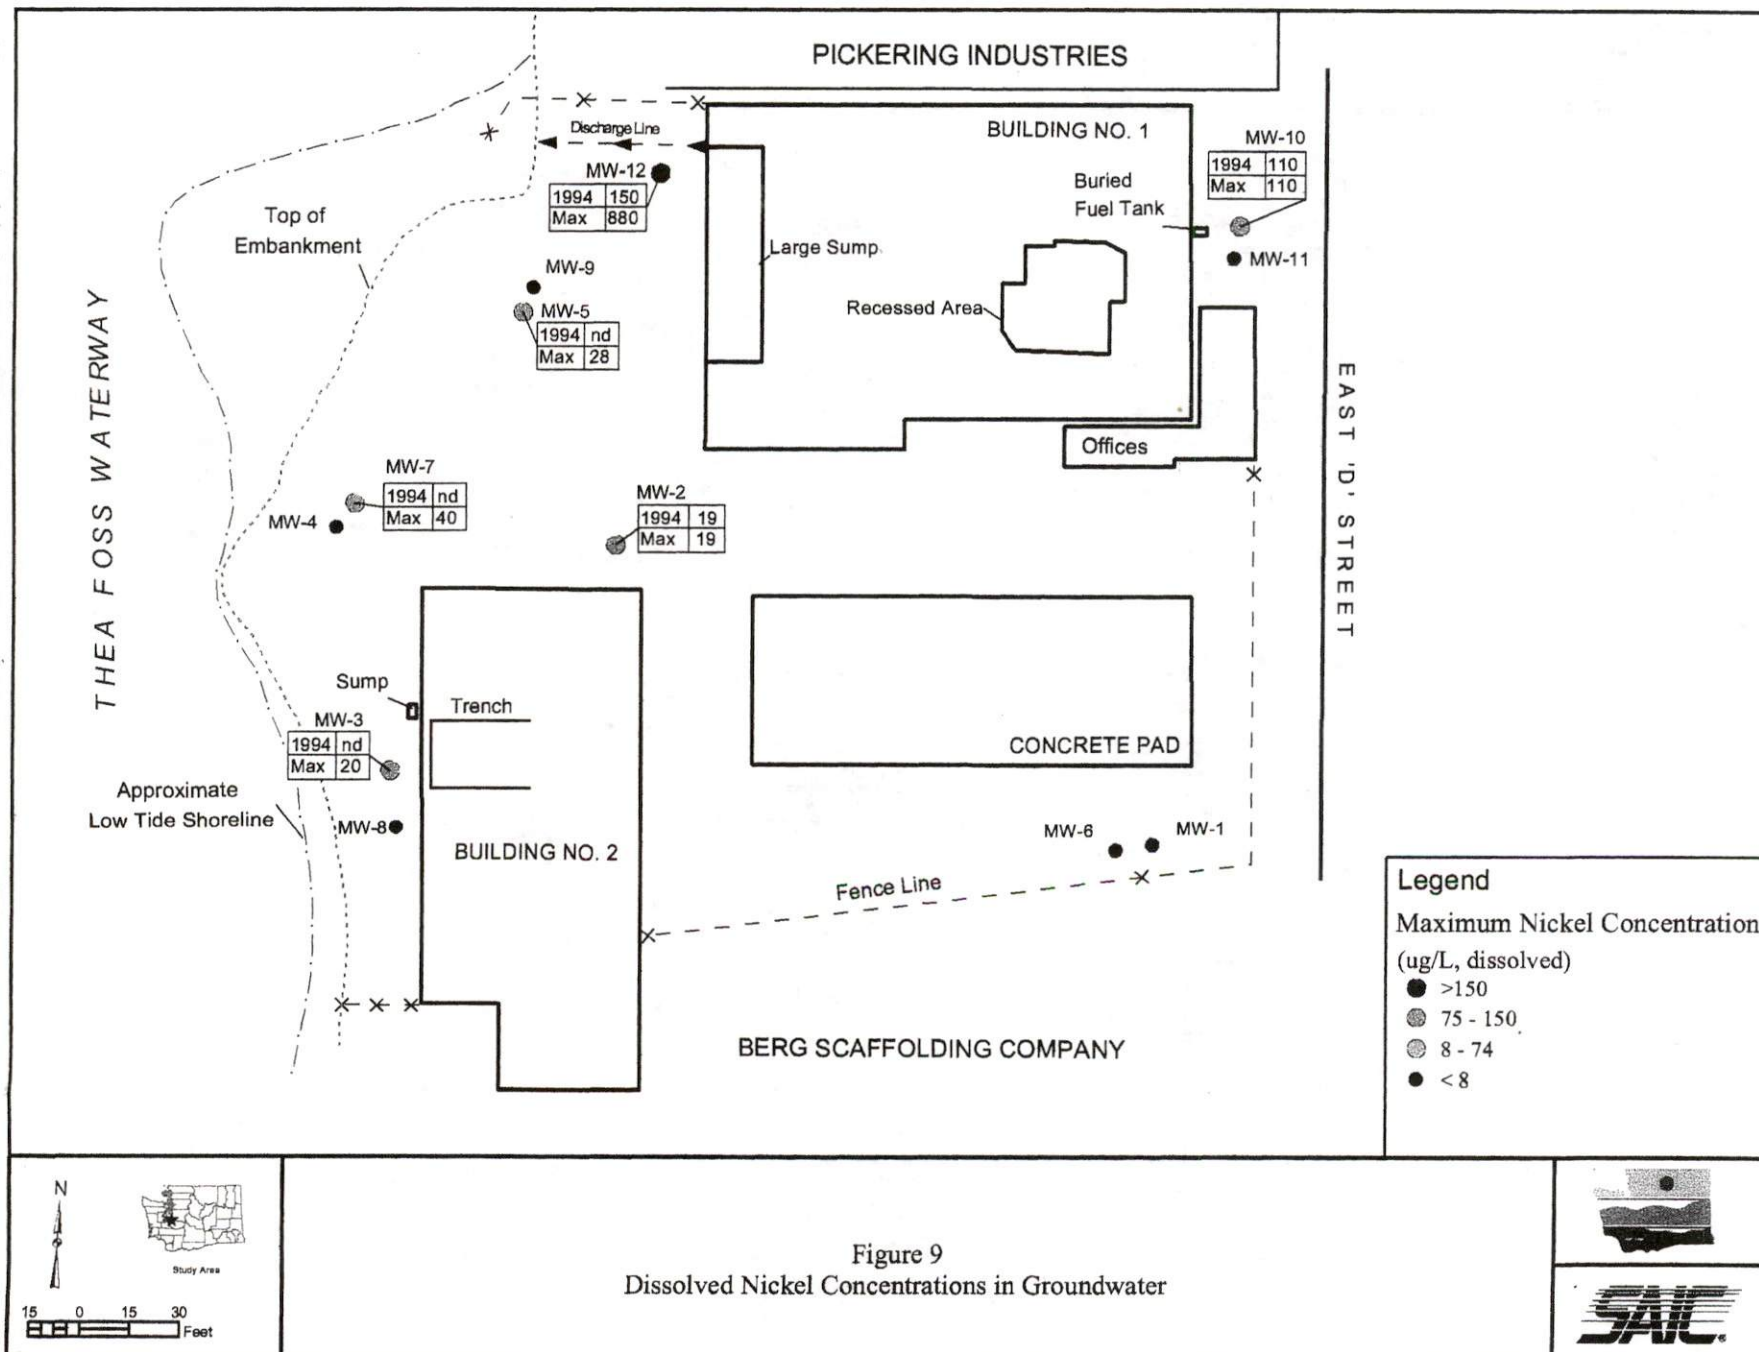 PICKERING INDUSTRIES
BUILDING NO. 1
Discharge Line
MW-12
1994 150
Max 880
MW-10
1994 110
Max 110
Buried
Fuel Tank
MW-11
Top of
Embankment
Large Sump
MW-9
MW-5
1994 nd
Max 28
Recessed Area
THEA FOSS WATERWAY
EAST 'D' STREET
Offices
MW-7
1994 nd
Max 40
MW-4
MW-2
1994 19
Max 19
Sump
Trench
MW-3
1994 nd
Max 20
CONCRETE PAD
Approximate
Low Tide Shoreline
MW-8
BUILDING NO. 2
MW-6
MW-1
Fence Line
BERG SCAFFOLDING COMPANY
Legend
Maximum Nickel Concentration
(ug/L, dissolved)
>150
75 - 150
8 - 74
< 8
N
Study Area
15 0 15 30
Feet
Figure 9
Dissolved Nickel Concentrations in Groundwater
SAIC